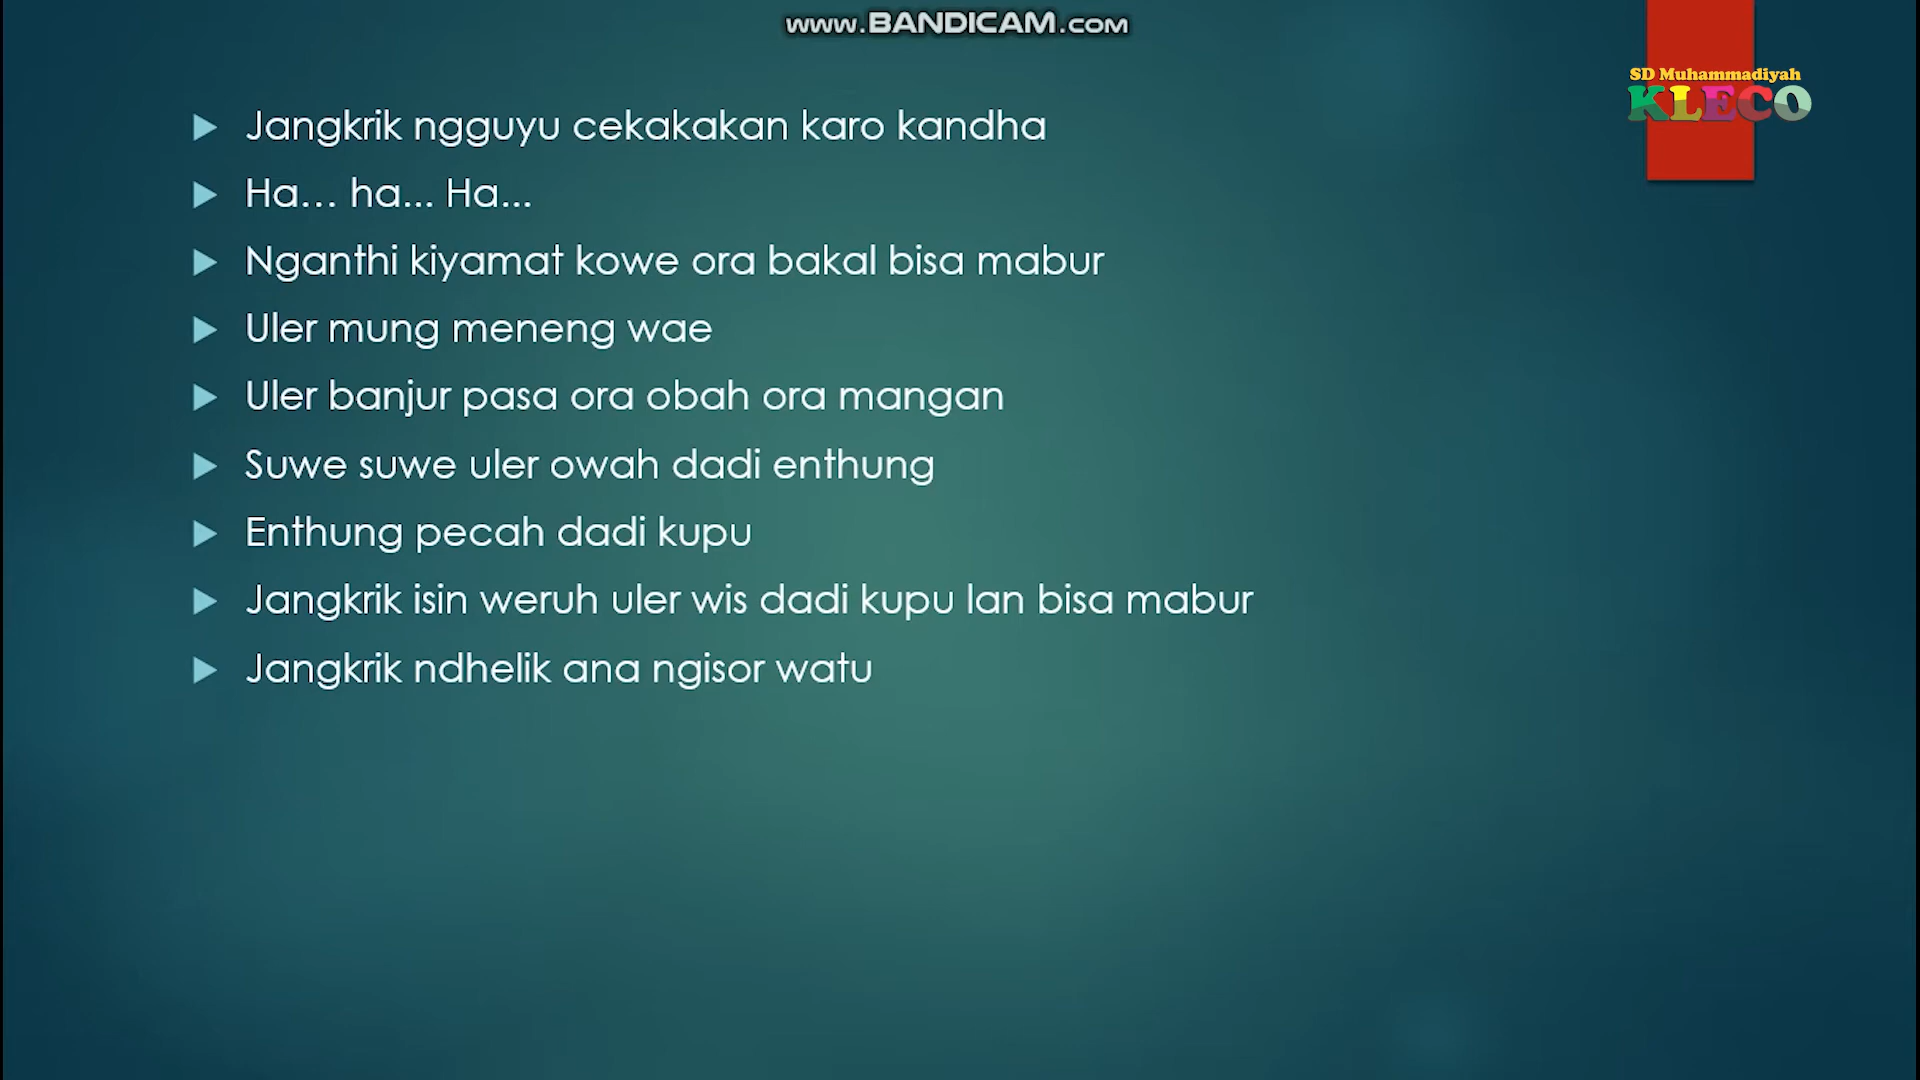 www.BANDICAM.com
SD Muhammadiyah
KLECO
Jangkrik ngguyu cekakakan karo kandha
Ha... ha... Ha...
Nganthi kiyamat kowe ora bakal bisa mabur
Uler mung meneng wae
Uler banjur pasa ora obah ora mangan
Suwe suwe uler owah dadi enthung
Enthung pecah dadi kupu
Jangkrik isin weruh uler wis dadi kupu lan bisa mabur
Jangkrik ndhelik ana ngisor watu